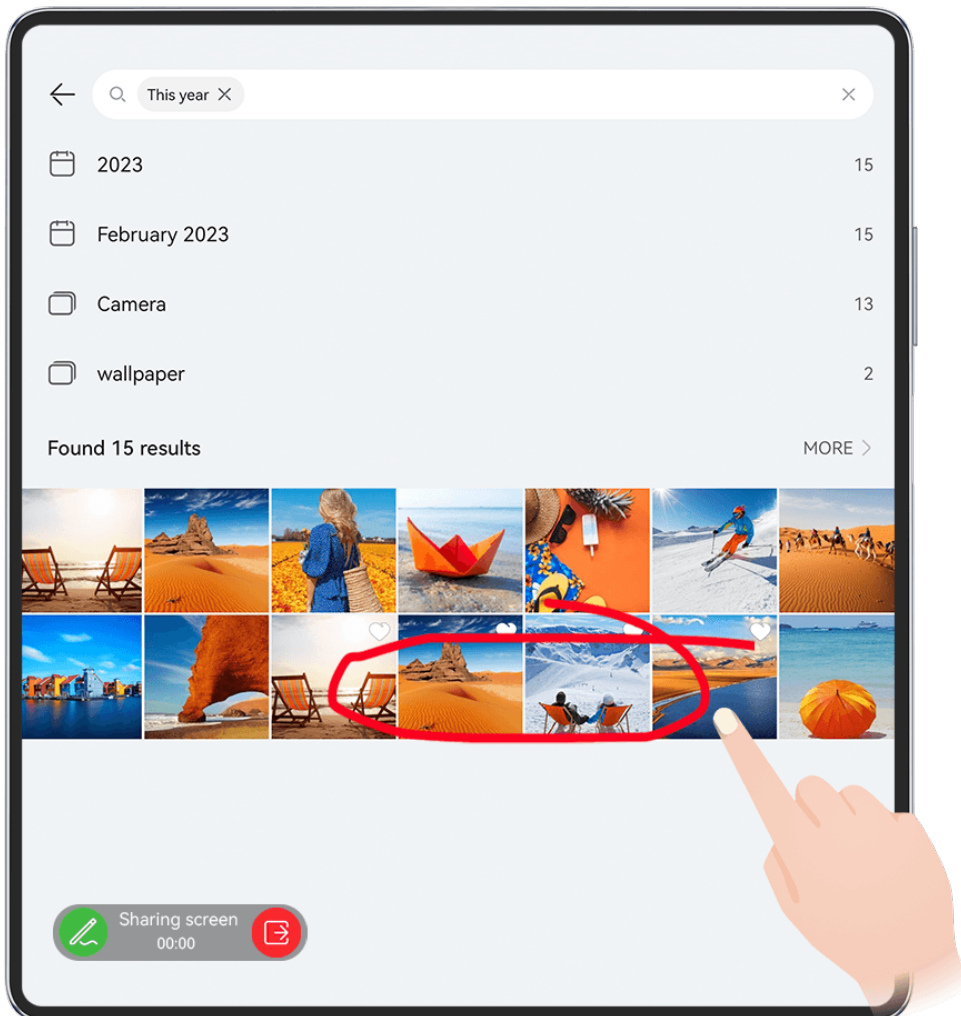 This year
2023 15
February 2023 15
Camera 13
wallpaper 2
Found 15 results MORE
Sharing screen
00:00